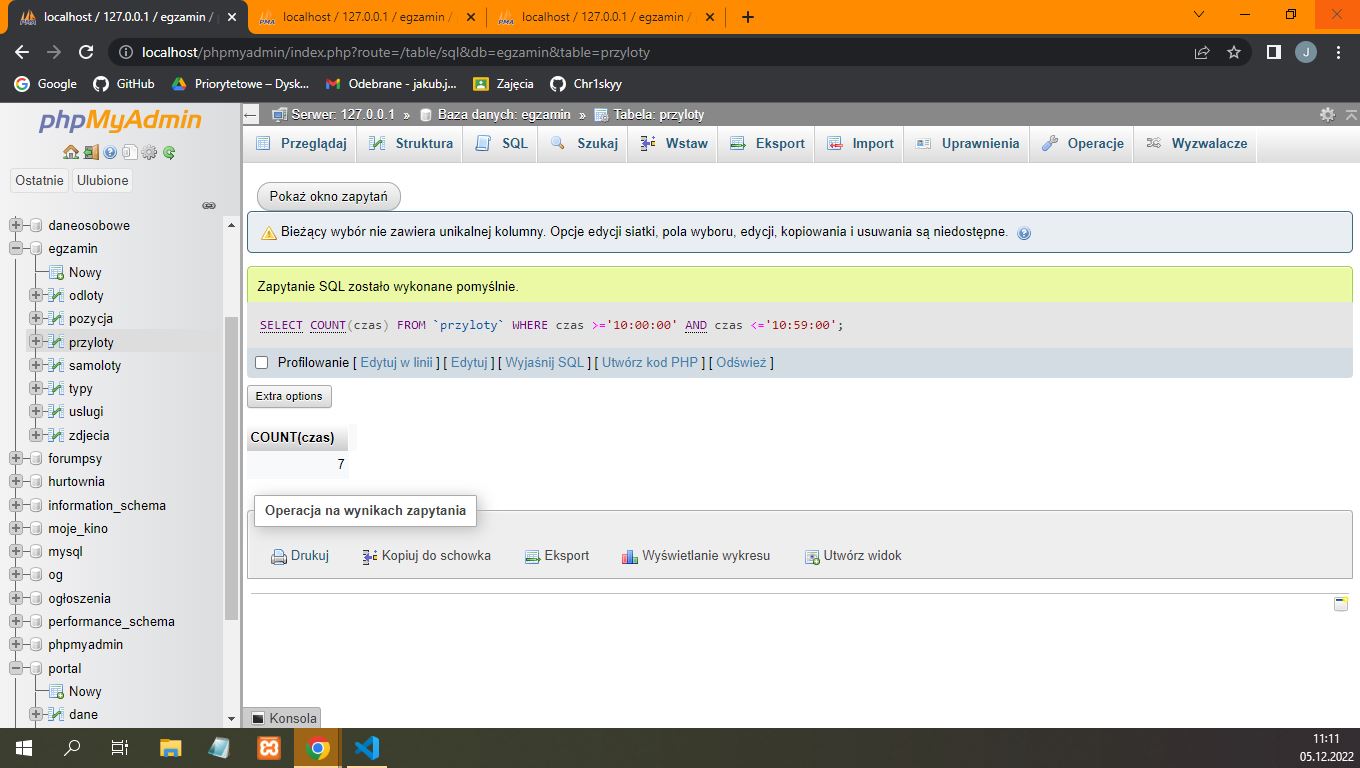 localhost / 127.0.0.1 / egzamin /
localhost / 127.0.0.1 / egzamin /
localhost / 127.0.0.1 / egzamin /
localhost/phpmyadmin/index.php?route=/table/sql&db=egzamin&table=przyloty
J
Google
GitHub
Priorytetowe – Dysk...
Odebrane - jakub.j...
Zajęcia
Chr1skyy
phpMyAdmin
Ostatnie
Ulubione
daneosobowe
egzamin
Nowy
odloty
pozycja
przyloty
samoloty
typy
uslugi
zdjecia
forumpsy
hurtownia
information_schema
moje_kino
mysql
og
ogłoszenia
performance_schema
phpmyadmin
portal
Nowy
dane
Serwer: 127.0.0.1 » Baza danych: egzamin » Tabela: przyloty
Przeglądaj
Struktura
SQL
Szukaj
Wstaw
Eksport
Import
Uprawnienia
Operacje
Wyzwalacze
Pokaż okno zapytań
Bieżący wybór nie zawiera unikalnej kolumny. Opcje edycji siatki, pola wyboru, edycji, kopiowania i usuwania są niedostępne.
Zapytanie SQL zostało wykonane pomyślnie.
SELECT COUNT(czas) FROM `przyloty` WHERE czas >='10:00:00' AND czas <='10:59:00';
Profilowanie [ Edytuj w linii ] [ Edytuj ] [ Wyjaśnij SQL ] [ Utwórz kod PHP ] [ Odśwież ]
Extra options
COUNT(czas)
7
Operacja na wynikach zapytania
Drukuj
Kopiuj do schowka
Eksport
Wyświetlanie wykresu
Utwórz widok
Konsola
11:11
05.12.2022